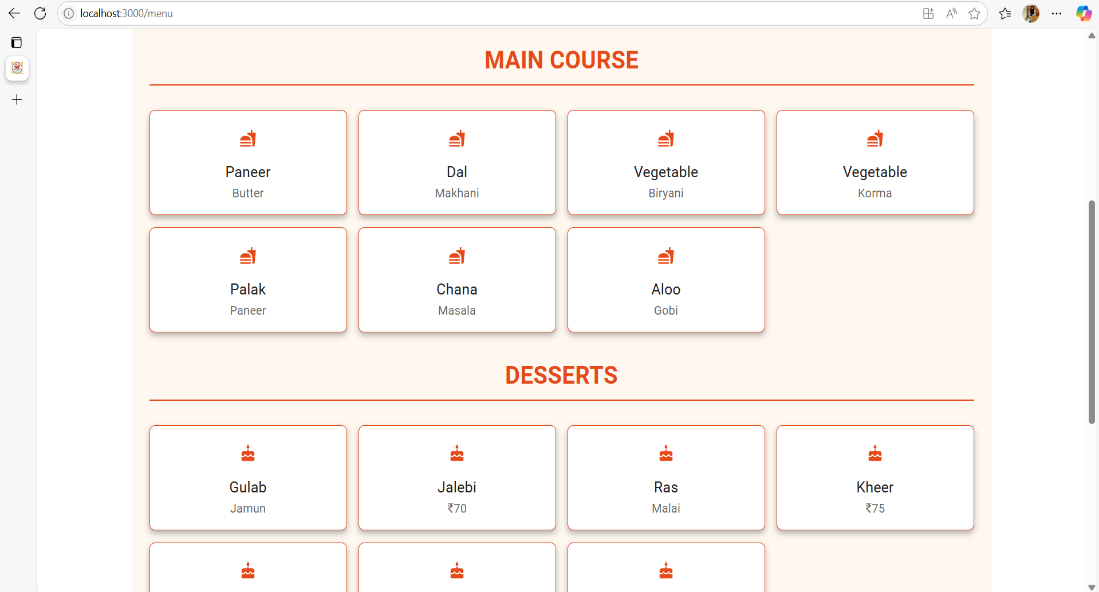 localhost:3000/menu
MAIN COURSE
Paneer
Butter
Dal
Makhani
Vegetable
Biryani
Vegetable
Korma
Palak
Paneer
Chana
Masala
Aloo
Gobi
DESSERTS
Gulab
Jamun
Jalebi
₹70
Ras
Malai
Kheer
₹75